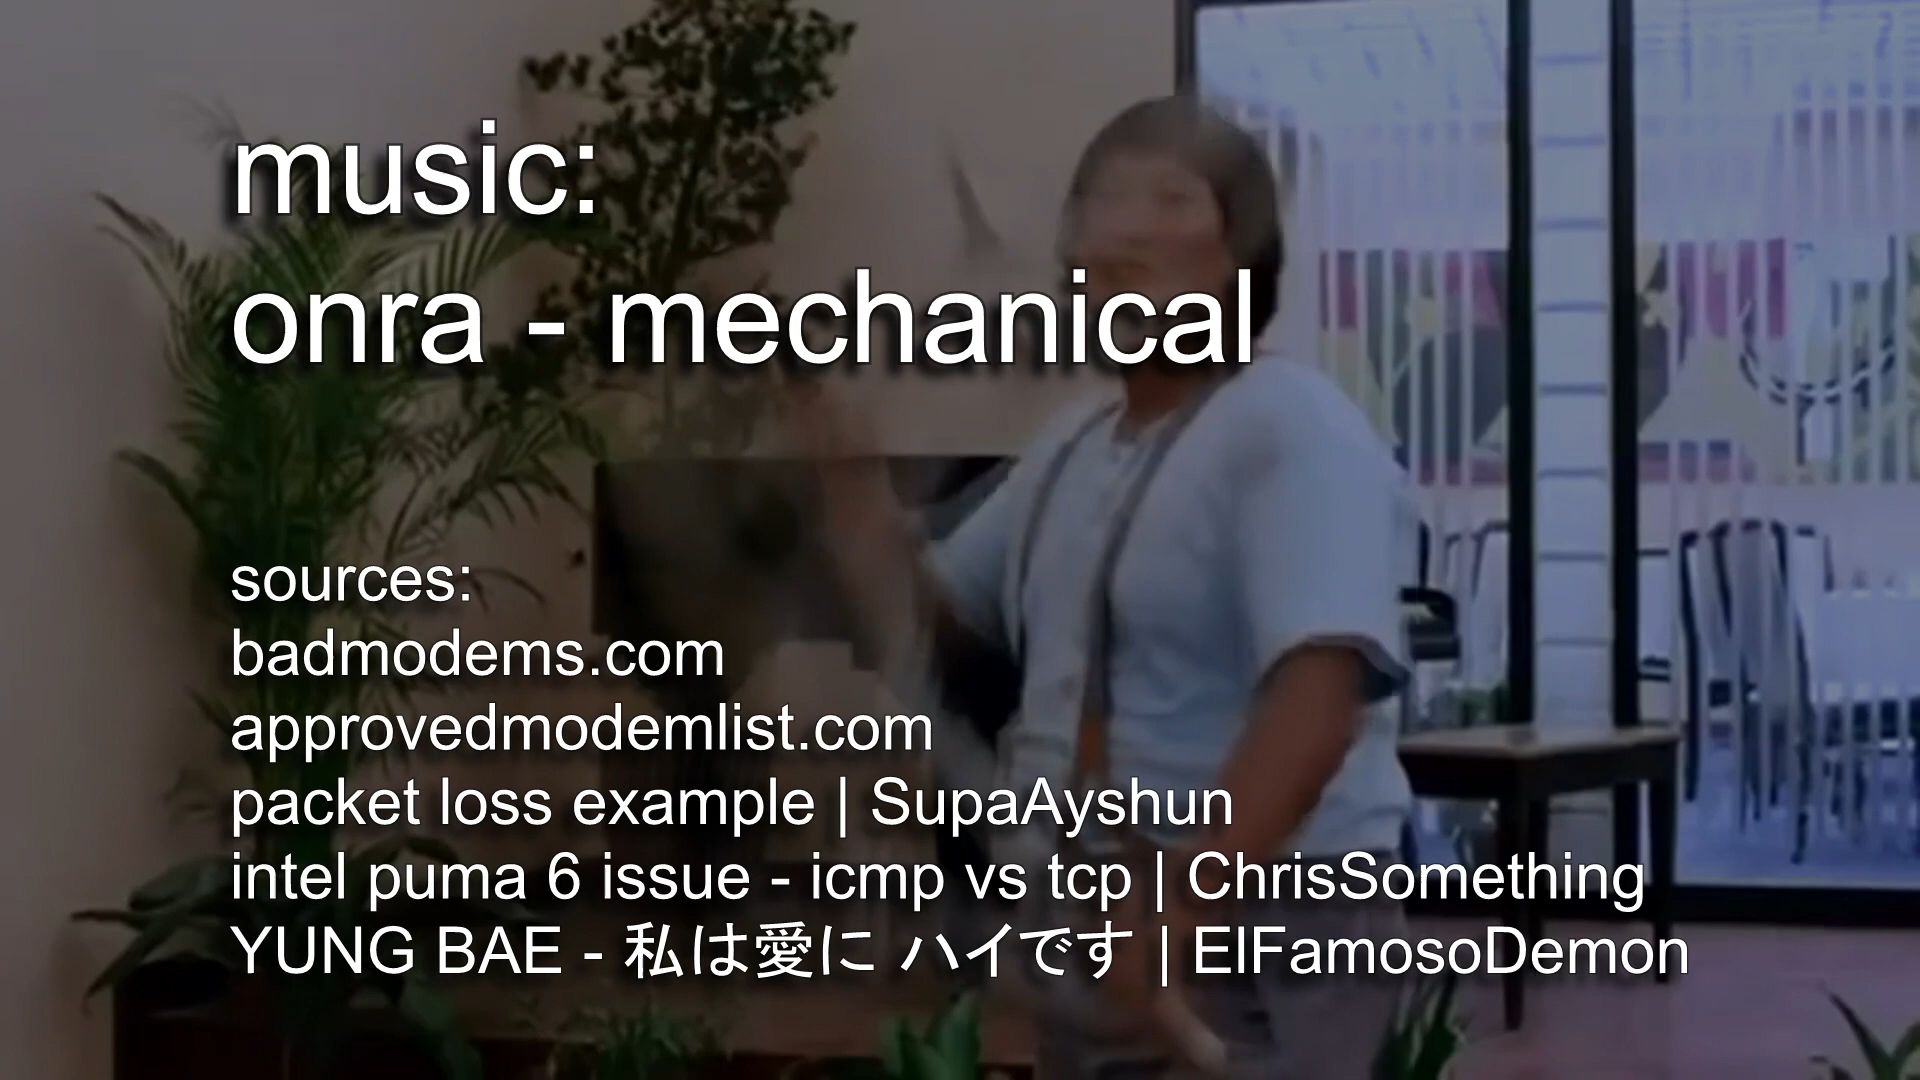 music:
onra - mechanical
sources:
badmodems.com
approvedmodemlist.com
packet loss example | SupaAyshun
intel puma 6 issue - icmp vs tcp | ChrisSomething
YUNG BAE - 私は愛に ハイです | ElFamosoDemon